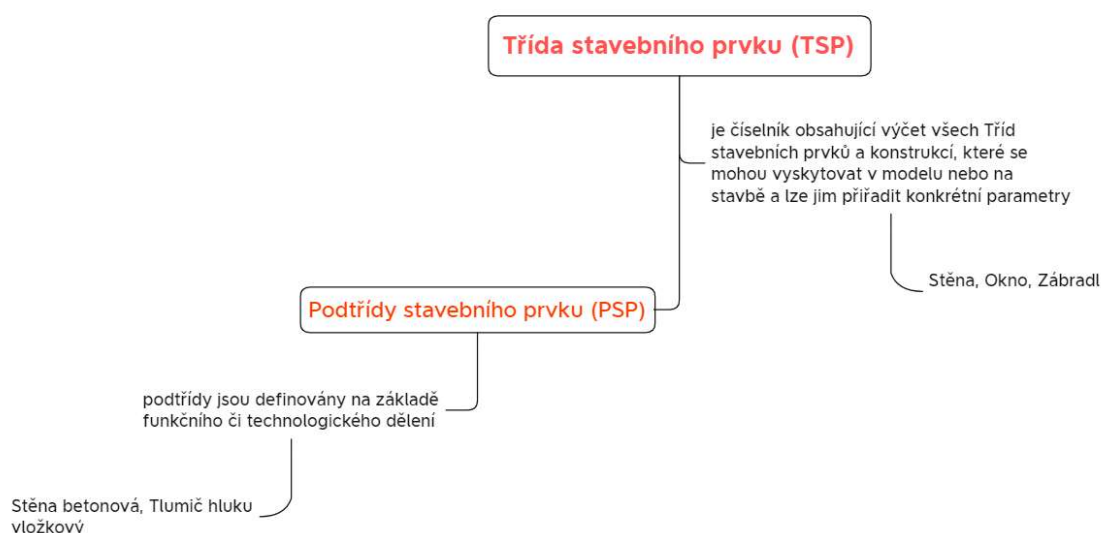 Třída stavebního prvku (TSP)
je číselník obsahující výčet všech Tříd
stavebních prvků a konstrukcí, které se
mohou vyskytovat v modelu nebo na
stavbě a lze jim přiřadit konkrétní parametry
Stěna, Okno, Zábradl
Podtřídy stavebního prvku (PSP)
podtřídy jsou definovány na základě
funkčního či technologického dělení
Stěna betonová, Tlumič hluku
vložkový